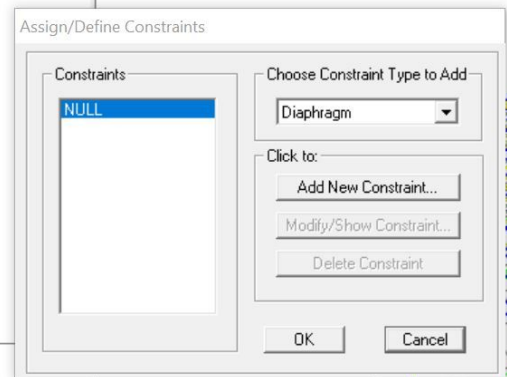 Assign/Define Constraints
Constraints
NULL
Choose Constraint Type to Add
Diaphragm
Click to:
Add New Constraint...
Modify/Show Constraint...
Delete Constraint
OK
Cancel